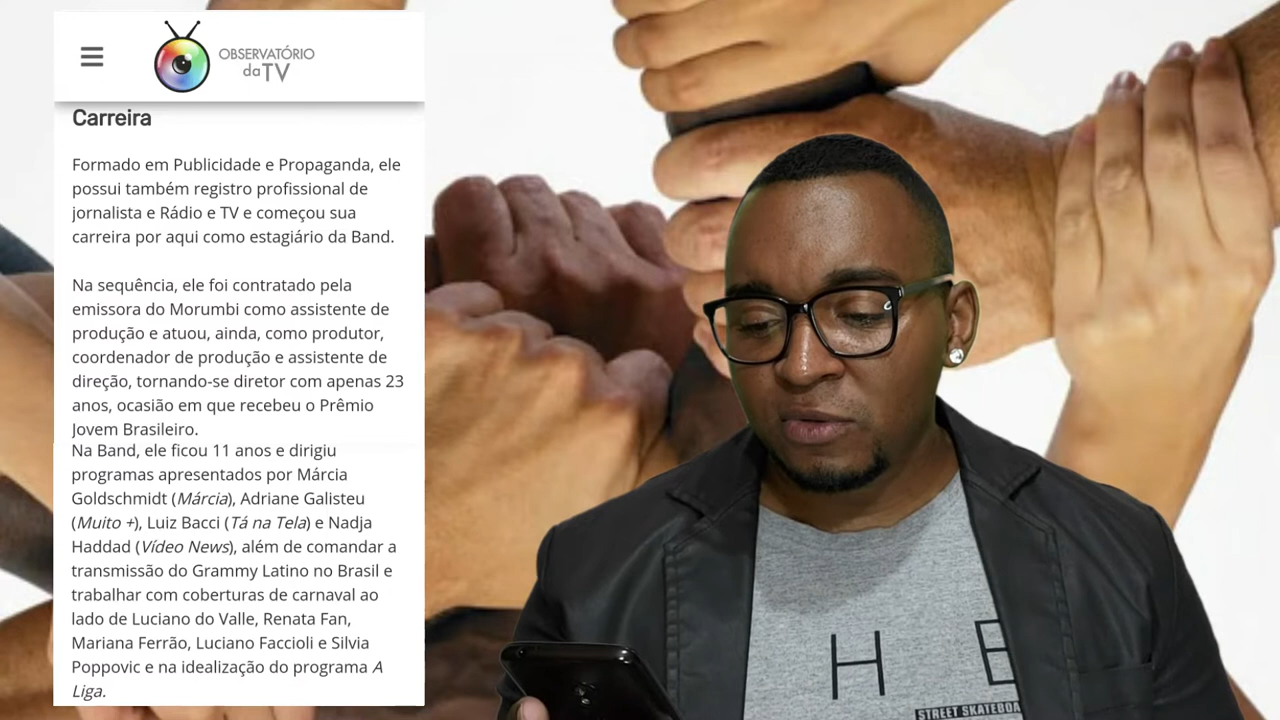 OBSERVATÓRIO
da TV
Carreira
Formado em Publicidade e Propaganda, ele
possui também registro profissional de
jornalista e Rádio e TV e começou sua
carreira por aqui como estagiário da Band.
Na sequência, ele foi contratado pela
emissora do Morumbi como assistente de
produção e atuou, ainda, como produtor,
coordenador de produção e assistente de
direção, tornando-se diretor com apenas 23
anos, ocasião em que recebeu o Prêmio
Jovem Brasileiro.
Na Band, ele ficou 11 anos e dirigiu
programas apresentados por Márcia
Goldschmidt (Márcia), Adriane Galisteu
(Muito +), Luiz Bacci (Tá na Tela) e Nadja
Haddad (Vídeo News), além de comandar a
transmissão do Grammy Latino no Brasil e
trabalhar com coberturas de carnaval ao
lado de Luciano do Valle, Renata Fan,
Mariana Ferrão, Luciano Faccioli e Silvia
Poppovic e na idealização do programa A
Liga.
H E
STREET SKATEBOA